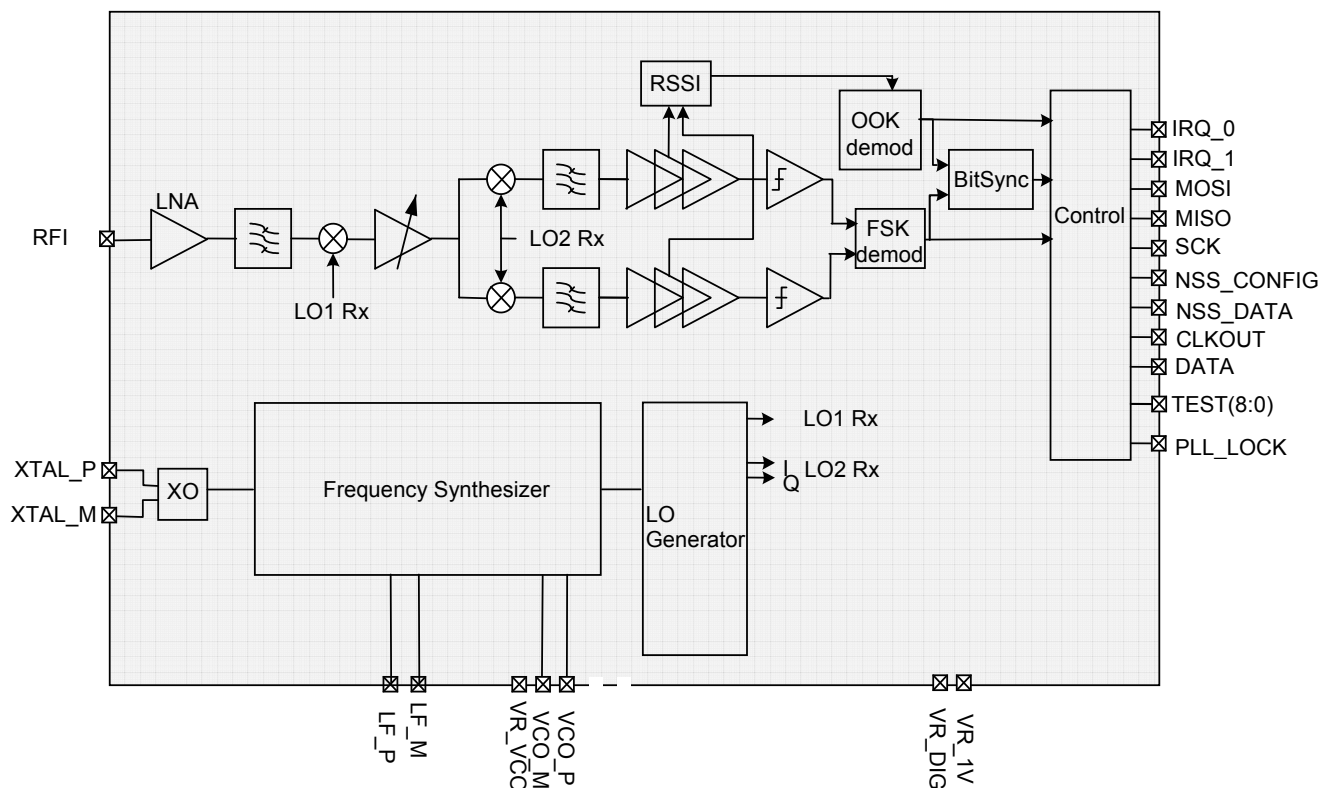 RSSI
OOK
demod
BitSync
Control
LNA
RFI
LO1 Rx
LO2 Rx
FSK
demod
IRQ_0
IRQ_1
MOSI
MISO
SCK
NSS_CONFIG
NSS_DATA
CLKOUT
DATA
TEST(8:0)
PLL_LOCK
XTAL_P
XTAL_M
XO
Frequency Synthesizer
LO
Generator
LO1 Rx
I LO2 Rx
Q
LF_P
LF_M
VR_VCO
VCO_M
VCO_P
VR_DIG
VR_1V